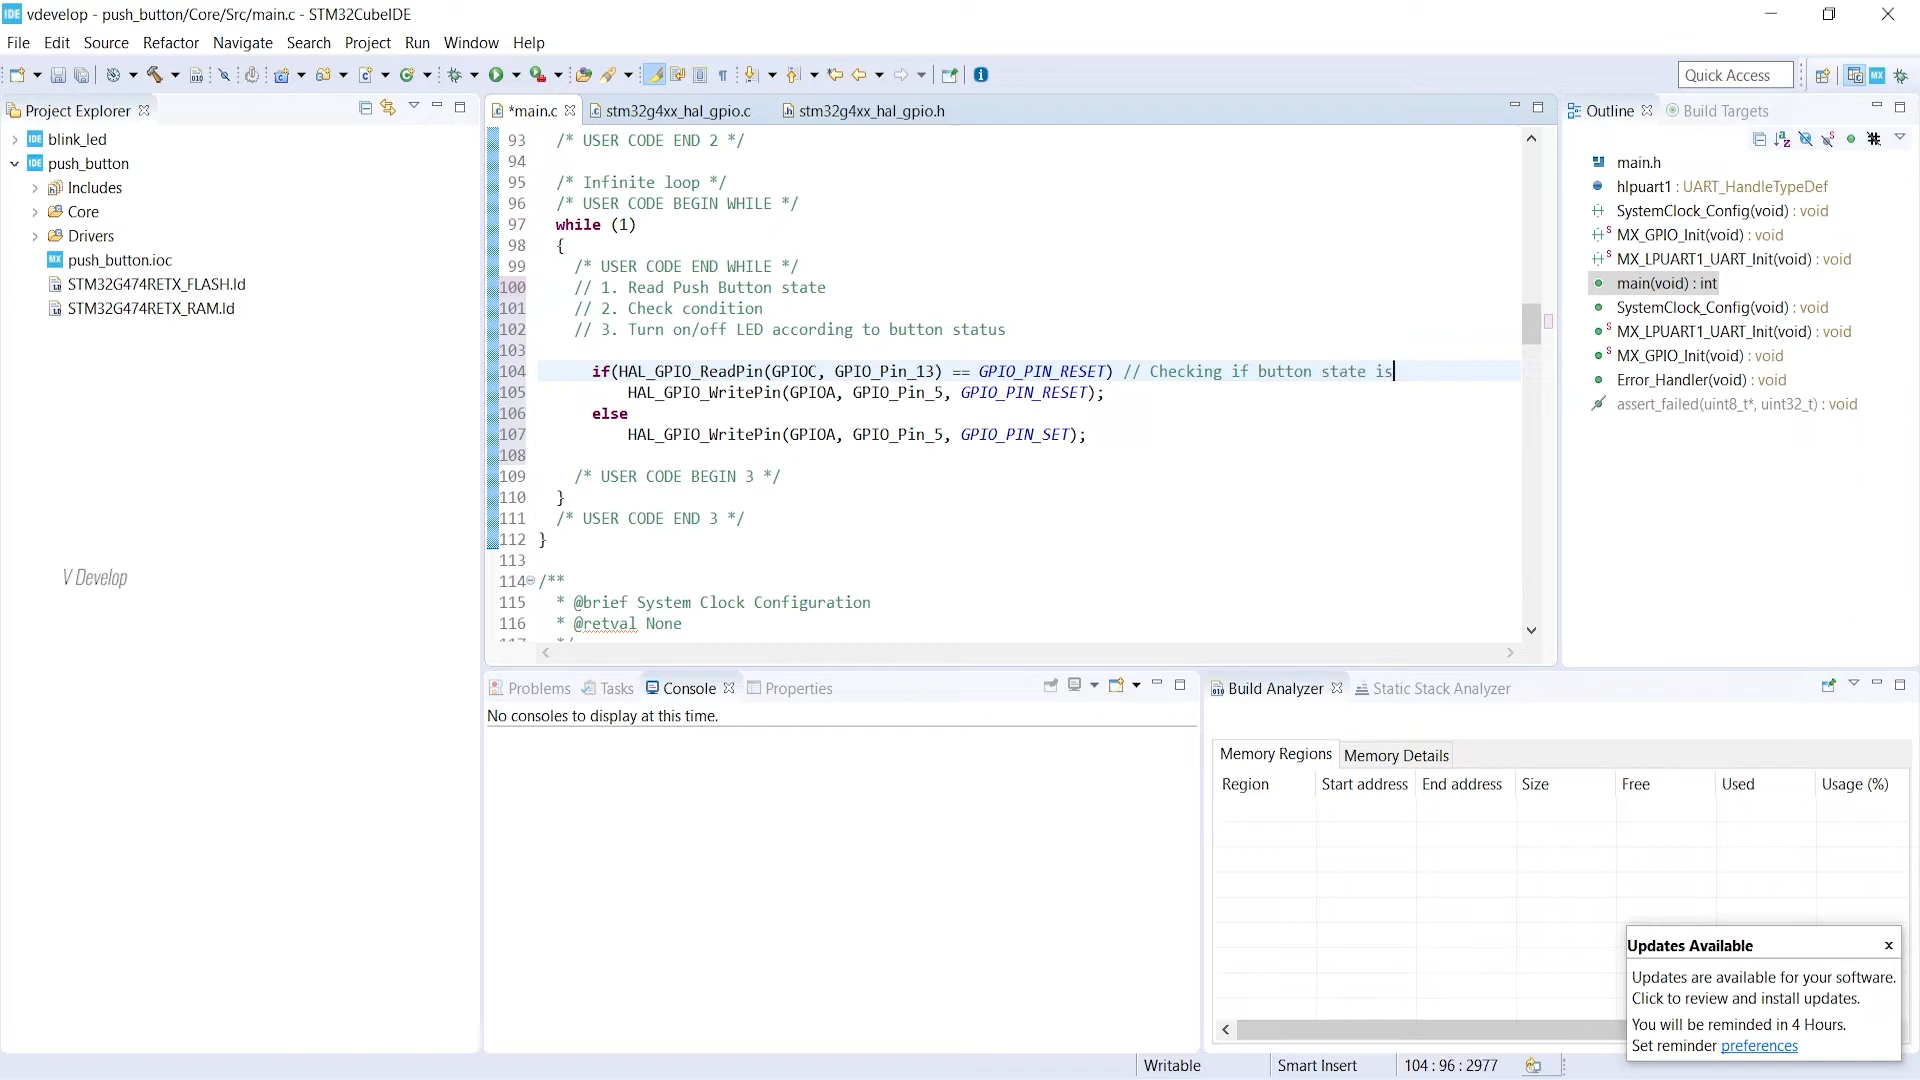 IDE vdevelop - push_button/Core/Src/main.c - STM32CubeIDE
File Edit Source Refactor Navigate Search Project Run Window Help
Quick Access
Project Explorer
blink_led
push_button
Includes
Core
Drivers
push_button.ioc
STM32G474RETX_FLASH.ld
STM32G474RETX_RAM.ld
V Develop
*main.c stm32g4xx_hal_gpio.c stm32g4xx_hal_gpio.h
93 /* USER CODE END 2 */
94
95 /* Infinite loop */
96 /* USER CODE BEGIN WHILE */
97 while (1)
98 {
99 /* USER CODE END WHILE */
100 // 1. Read Push Button state
101 // 2. Check condition
102 // 3. Turn on/off LED according to button status
103
104 if(HAL_GPIO_ReadPin(GPIOC, GPIO_Pin_13) == GPIO_PIN_RESET) // Checking if button state is
105 HAL_GPIO_WritePin(GPIOA, GPIO_Pin_5, GPIO_PIN_RESET);
106 else
107 HAL_GPIO_WritePin(GPIOA, GPIO_Pin_5, GPIO_PIN_SET);
108
109 /* USER CODE BEGIN 3 */
110 }
111 /* USER CODE END 3 */
112 }
113
114 /**
115 * @brief System Clock Configuration
116 * @retval None
117 */
Outline Build Targets
main.h
hlpuart1 : UART_HandleTypeDef
SystemClock_Config(void) : void
MX_GPIO_Init(void) : void
MX_LPUART1_UART_Init(void) : void
main(void) : int
SystemClock_Config(void) : void
MX_LPUART1_UART_Init(void) : void
MX_GPIO_Init(void) : void
Error_Handler(void) : void
assert_failed(uint8_t*, uint32_t) : void
Problems Tasks Console Properties
No consoles to display at this time.
Build Analyzer Static Stack Analyzer
Memory Regions Memory Details
Region Start address End address Size Free Used Usage (%)
Updates Available x
Updates are available for your software.
Click to review and install updates.
You will be reminded in 4 Hours.
Set reminder preferences
Writable Smart Insert 104 : 96 : 2977